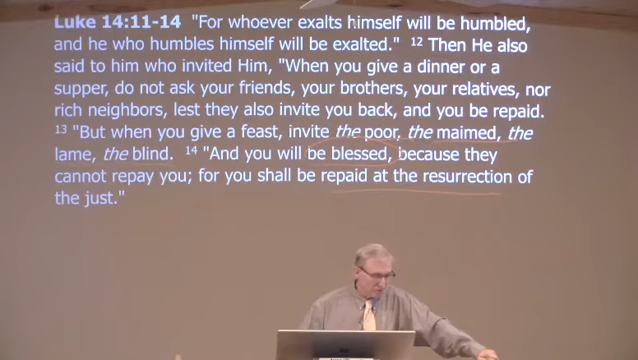 Luke 14:11-14 "For whoever exalts himself will be humbled,
and he who humbles himself will be exalted." 12 Then He also
said to him who invited Him, "When you give a dinner or a
supper, do not ask your friends, your brothers, your relatives, nor
rich neighbors, lest they also invite you back, and you be repaid.
13 "But when you give a feast, invite the poor, the maimed, the
lame, the blind. 14 "And you will be blessed, because they
cannot repay you; for you shall be repaid at the resurrection of
the just."